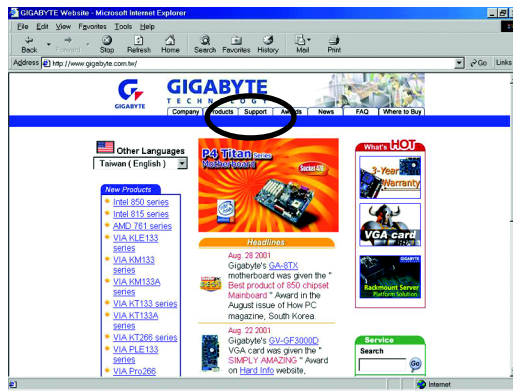 GIGABYTE Website - Microsoft Internet Explorer
File Edit View Favorites Tools Help
Back Forward Stop Refresh Home Search Favorites History Mail Print
Address http://www.gigabyte.com.tw/ Go Links
GIGABYTE
GIGABYTE
TECHNOLOGY
Company Products Support Awards News FAQ Where to Buy
Other Languages
Taiwan ( English )
New Products
Intel 850 series
Intel 815 series
AMD 761 series
VIA KLE133
series
VIA KM133
series
VIA KM133A
series
VIA KT133 series
VIA KT133A
series
VIA KT266 series
VIA PLE133
series
VIA Pro266
P4 Titan Series
Motherboard
Socket 478
Headlines
Aug. 28 2001
Gigabyte's GA-8TX
motherboard was given the "
Best product of 850 chipset
Mainboard " Award in the
August issue of How PC
magazine, South Korea.
Aug. 22 2001
Gigabyte's GV-GF3000D
VGA card was given the "
SIMPLY AMAZING " Award
on Hard Info website,
What's HOT
3-Year
Warranty
VGA card
GIGABYTE
Rackmount Server
Platform Solution
Service
Search
Go
Internet